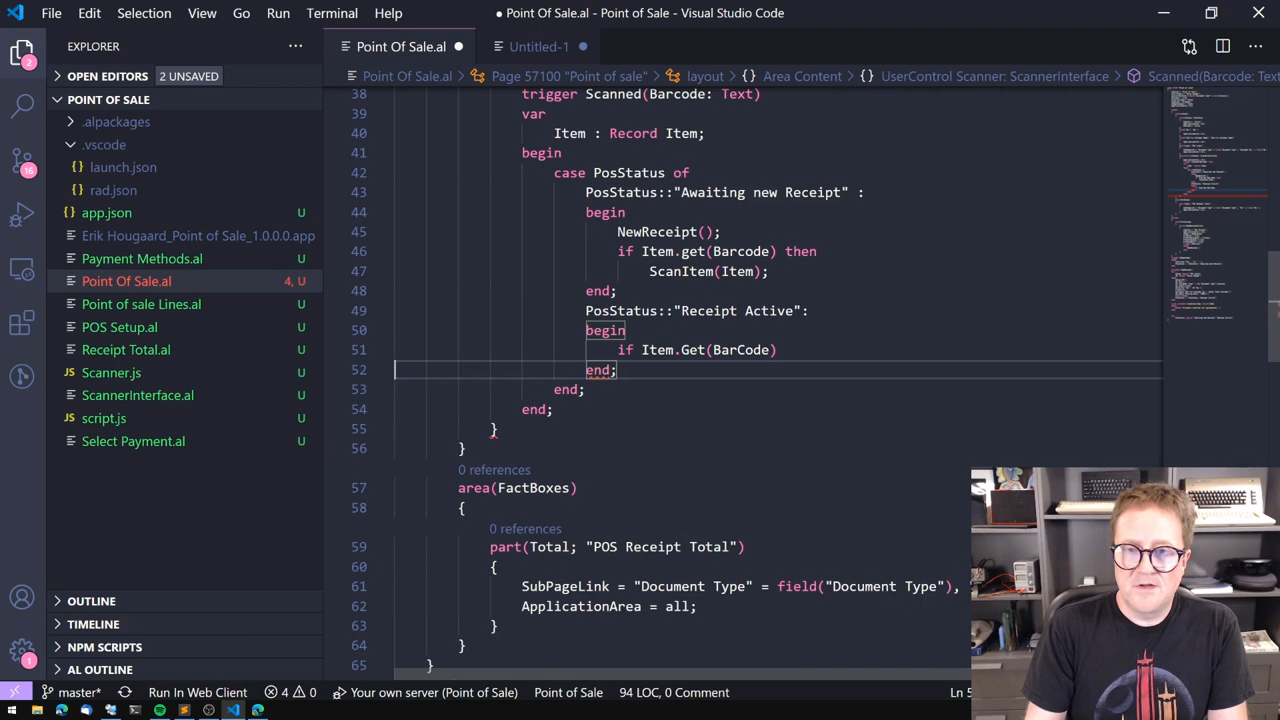 File Edit Selection View Go Run Terminal Help
● Point Of Sale.al - Point of Sale - Visual Studio Code
EXPLORER
Point Of Sale.al
Untitled-1
OPEN EDITORS 2 UNSAVED
Point Of Sale.al > Page 57100 "Point of sale" > layout > Area Content > UserControl Scanner: ScannerInterface > Scanned(Barcode: Text
POINT OF SALE
.alpackages
.vscode
launch.json
rad.json
app.json U
Erik Hougaard_Point of Sale_1.0.0.0.app
Payment Methods.al U
Point Of Sale.al 4, U
Point of sale Lines.al U
POS Setup.al U
Receipt Total.al U
Scanner.js U
ScannerInterface.al U
script.js U
Select Payment.al U
OUTLINE
TIMELINE
NPM SCRIPTS
AL OUTLINE
2
16
1
38 trigger Scanned(Barcode: Text)
39 var
40 Item : Record Item;
41 begin
42 case PosStatus of
43 PosStatus::"Awaiting new Receipt" :
44 begin
45 NewReceipt();
46 if Item.get(Barcode) then
47 ScanItem(Item);
48 end;
49 PosStatus::"Receipt Active":
50 begin
51 if Item.Get(BarCode)
52 end;
53 end;
54 end;
55 }
56 }
0 references
57 area(FactBoxes)
58 {
0 references
59 part(Total; "POS Receipt Total")
60 {
61 SubPageLink = "Document Type" = field("Document Type"),
62 ApplicationArea = all;
63 }
64 }
65 }
master* Run In Web Client 4 0 Your own server (Point of Sale) Point of Sale 94 LOC, 0 Comment Ln 5